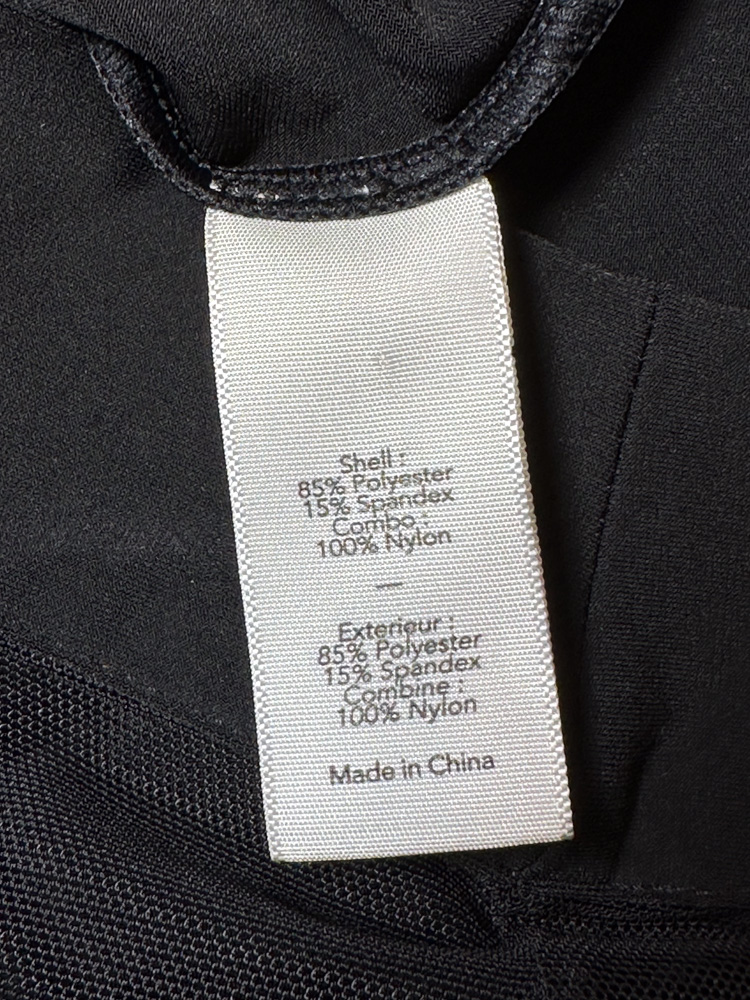 Shell :
85% Polyester
15% Spandex
Combo :
100% Nylon
—
Exterieur :
85% Polyester
15% Spandex
Combine :
100% Nylon
Made in China